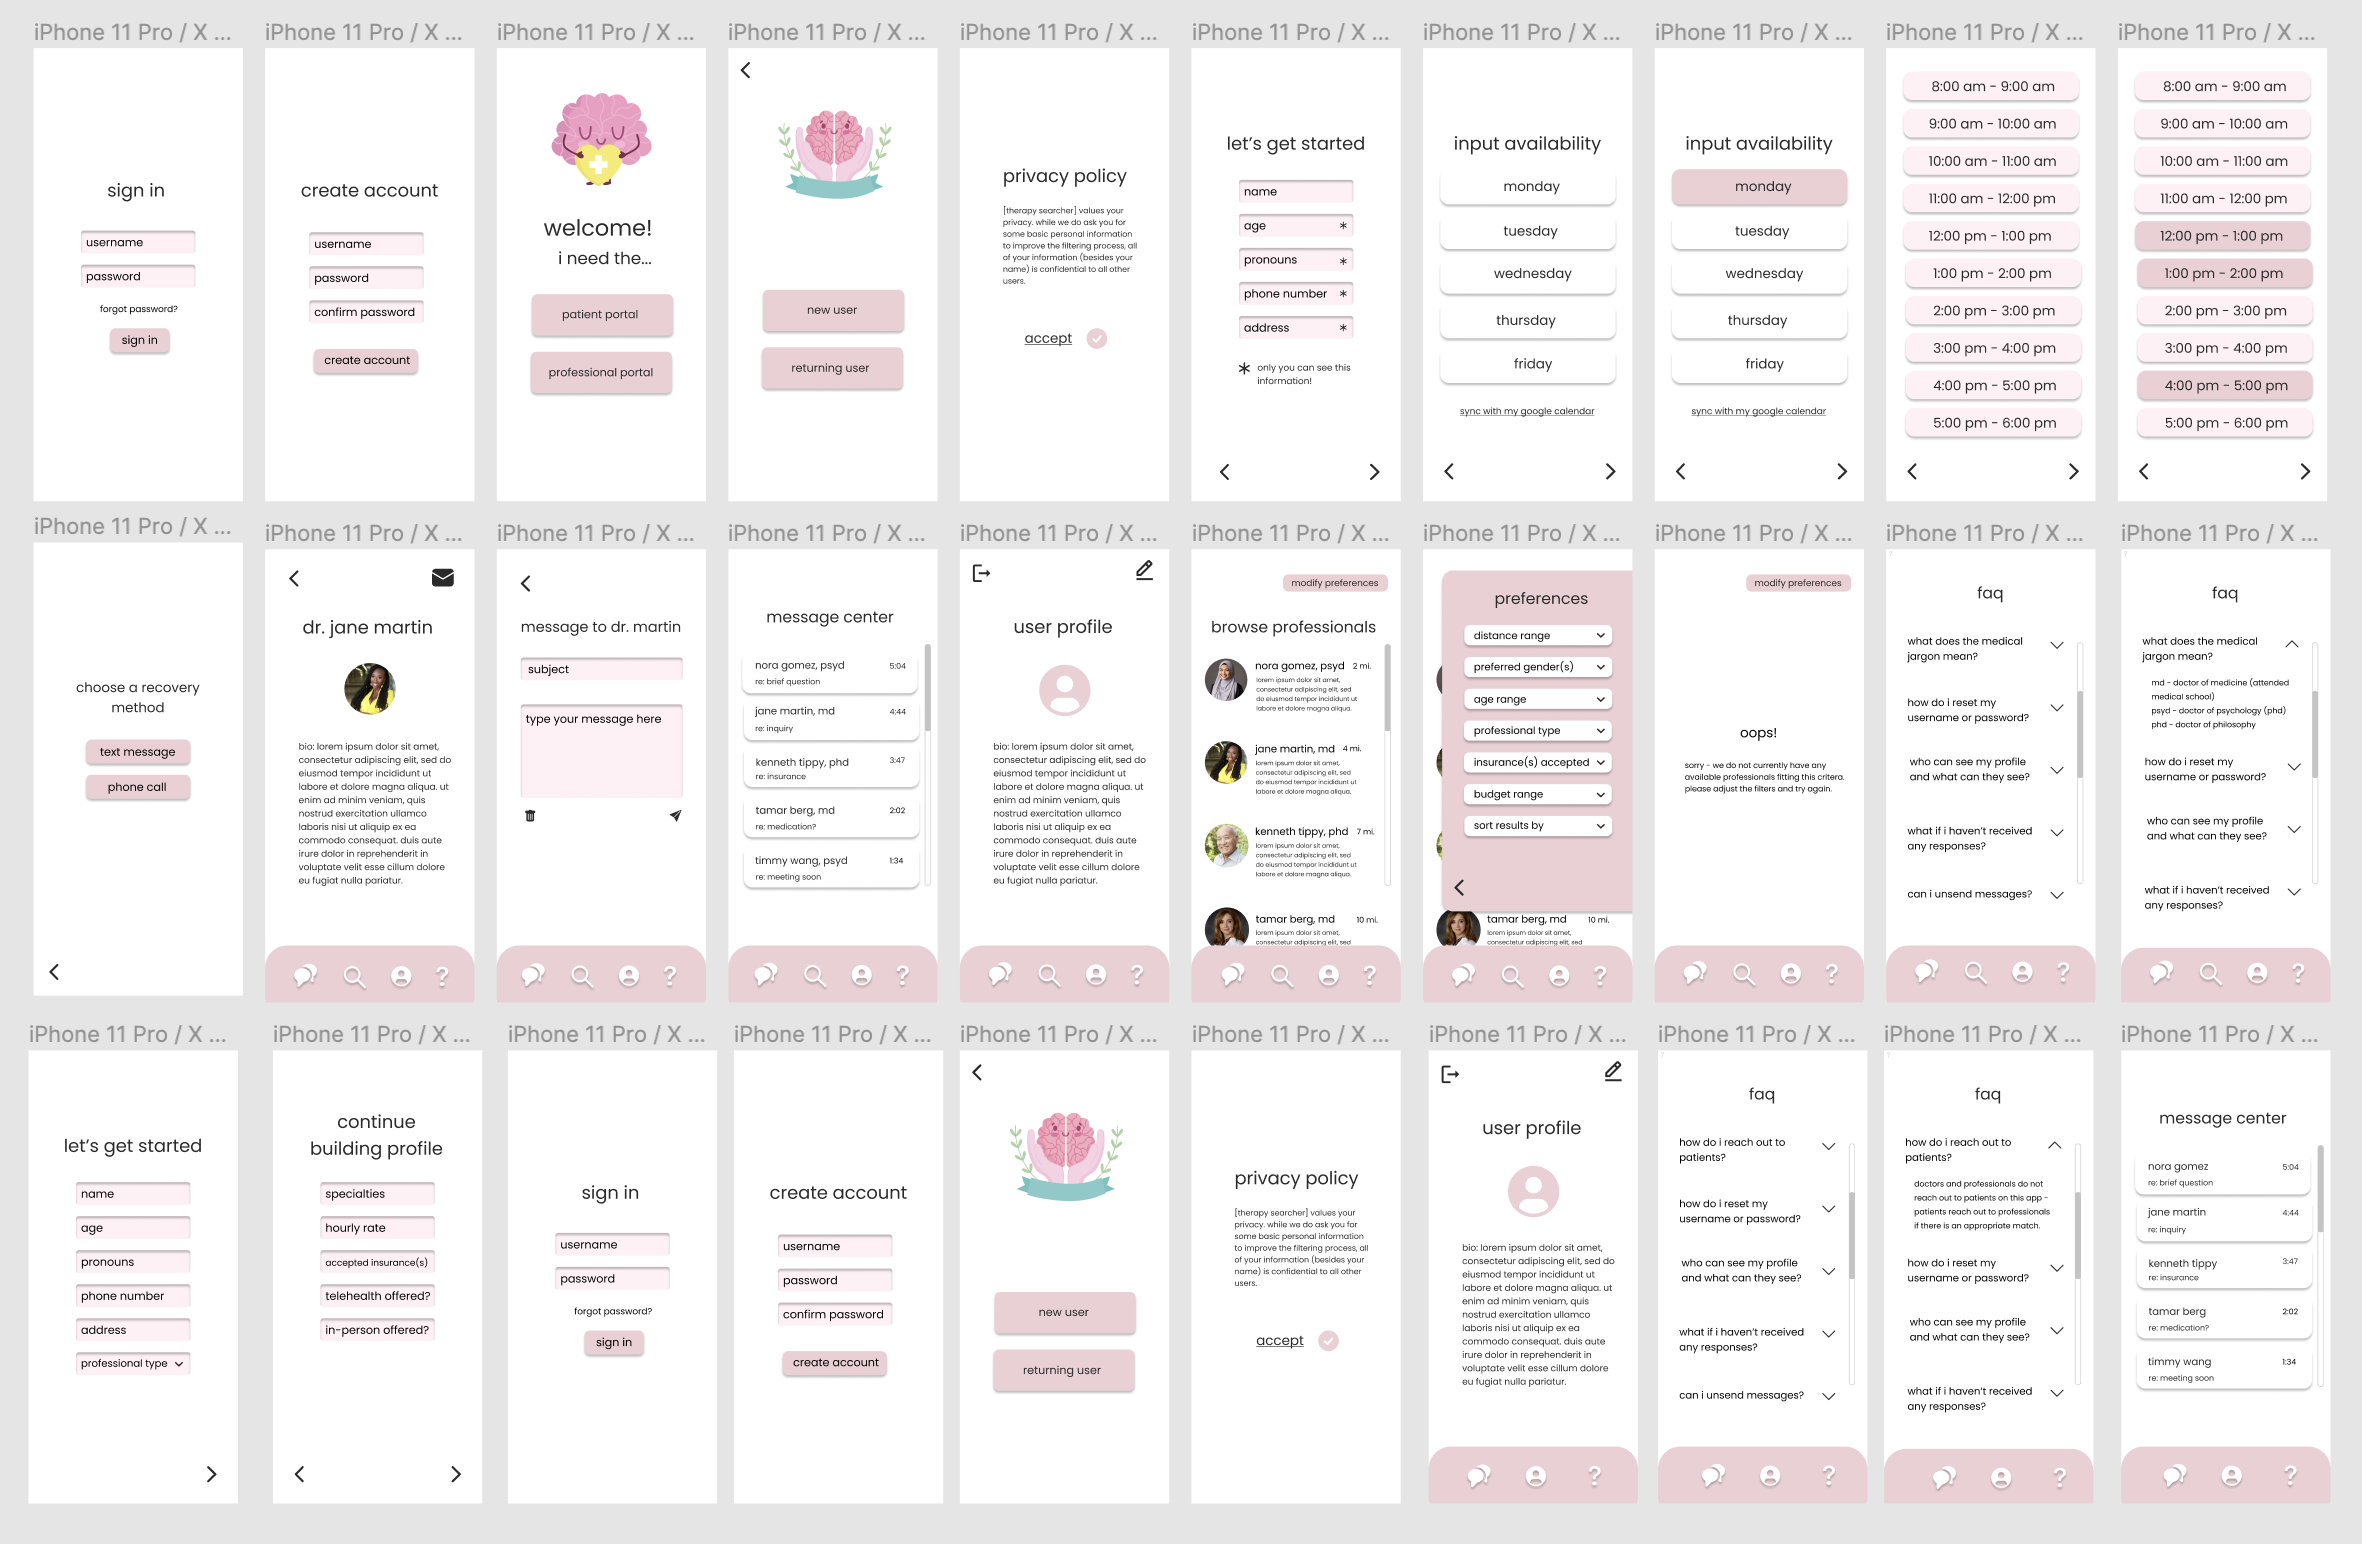 iPhone 11 Pro / X ...
sign in
username
password
forgot password?
sign in
iPhone 11 Pro / X ...
create account
username
password
confirm password
create account
iPhone 11 Pro / X ...
welcome!
i need the...
patient portal
professional portal
iPhone 11 Pro / X ...
new user
returning user
iPhone 11 Pro / X ...
privacy policy
[therapy searcher] values your
privacy. while we do ask you for
some basic personal information
to improve the filtering process, all
of your information (besides your
name) is confidential to all other
users.
accept
iPhone 11 Pro / X ...
let's get started
name
age *
pronouns *
phone number *
address *
* only you can see this
information!
iPhone 11 Pro / X ...
input availability
monday
tuesday
wednesday
thursday
friday
sync with my google calendar
iPhone 11 Pro / X ...
input availability
monday
tuesday
wednesday
thursday
friday
sync with my google calendar
iPhone 11 Pro / X ...
8:00 am - 9:00 am
9:00 am - 10:00 am
10:00 am - 11:00 am
11:00 am - 12:00 pm
12:00 pm - 1:00 pm
1:00 pm - 2:00 pm
2:00 pm - 3:00 pm
3:00 pm - 4:00 pm
4:00 pm - 5:00 pm
5:00 pm - 6:00 pm
iPhone 11 Pro / X ...
8:00 am - 9:00 am
9:00 am - 10:00 am
10:00 am - 11:00 am
11:00 am - 12:00 pm
12:00 pm - 1:00 pm
1:00 pm - 2:00 pm
2:00 pm - 3:00 pm
3:00 pm - 4:00 pm
4:00 pm - 5:00 pm
5:00 pm - 6:00 pm
iPhone 11 Pro / X ...
choose a recovery
method
text message
phone call
iPhone 11 Pro / X ...
dr. jane martin
bio: lorem ipsum dolor sit amet,
consectetur adipiscing elit, sed do
eiusmod tempor incididunt ut
labore et dolore magna aliqua. ut
enim ad minim veniam, quis
nostrud exercitation ullamco
laboris nisi ut aliquip ex ea
commodo consequat. duis aute
irure dolor in reprehenderit in
voluptate velit esse cillum dolore
eu fugiat nulla pariatur.
?
iPhone 11 Pro / X ...
message to dr. martin
subject
type your message here
?
iPhone 11 Pro / X ...
message center
nora gomez, psyd 5:04
re: brief question
jane martin, md 4:44
re: inquiry
kenneth tippy, phd 3:47
re: insurance
tamar berg, md 2:02
re: medication?
timmy wang, psyd 1:34
re: meeting soon
?
iPhone 11 Pro / X ...
user profile
bio: lorem ipsum dolor sit amet,
consectetur adipiscing elit, sed do
eiusmod tempor incididunt ut
labore et dolore magna aliqua. ut
enim ad minim veniam, quis
nostrud exercitation ullamco
laboris nisi ut aliquip ex ea
commodo consequat. duis aute
irure dolor in reprehenderit in
voluptate velit esse cillum dolore
eu fugiat nulla pariatur.
?
iPhone 11 Pro / X ...
modify preferences
browse professionals
nora gomez, psyd 2 mi.
lorem ipsum dolor sit amet,
consectetur adipiscing elit, sed
do eiusmod tempor incididunt ut
labore et dolore magna aliqua.
jane martin, md 4 mi.
lorem ipsum dolor sit amet,
consectetur adipiscing elit, sed
do eiusmod tempor incididunt ut
labore et dolore magna aliqua.
kenneth tippy, phd 7 mi.
lorem ipsum dolor sit amet,
consectetur adipiscing elit, sed
do eiusmod tempor incididunt ut
labore et dolore magna aliqua.
tamar berg, md 10 mi.
lorem ipsum dolor sit amet,
consectetur adipiscing elit, sed
?
iPhone 11 Pro / X ...
preferences
distance range
preferred gender(s)
age range
professional type
insurance(s) accepted
budget range
sort results by
tamar berg, md 10 mi.
lorem ipsum dolor sit amet,
consectetur adipiscing elit, sed
?
iPhone 11 Pro / X ...
modify preferences
oops!
sorry - we do not currently have any
available professionals fitting this critera.
please adjust the filters and try again.
?
iPhone 11 Pro / X ...
faq
what does the medical
jargon mean?
how do i reset my
username or password?
who can see my profile
and what can they see?
what if i haven't received
any responses?
can i unsend messages?
?
iPhone 11 Pro / X ...
faq
what does the medical
jargon mean?
md - doctor of medicine (attended
medical school)
psyd - doctor of psychology (phd)
phd - doctor of philosophy
how do i reset my
username or password?
who can see my profile
and what can they see?
what if i haven't received
any responses?
?
iPhone 11 Pro / X ...
let's get started
name
age
pronouns
phone number
address
professional type
iPhone 11 Pro / X ...
continue
building profile
specialties
hourly rate
accepted insurance(s)
telehealth offered?
in-person offered?
iPhone 11 Pro / X ...
sign in
username
password
forgot password?
sign in
iPhone 11 Pro / X ...
create account
username
password
confirm password
create account
iPhone 11 Pro / X ...
new user
returning user
iPhone 11 Pro / X ...
privacy policy
[therapy searcher] values your
privacy. while we do ask you for
some basic personal information
to improve the filtering process, all
of your information (besides your
name) is confidential to all other
users.
accept
iPhone 11 Pro / X ...
user profile
bio: lorem ipsum dolor sit amet,
consectetur adipiscing elit, sed do
eiusmod tempor incididunt ut
labore et dolore magna aliqua. ut
enim ad minim veniam, quis
nostrud exercitation ullamco
laboris nisi ut aliquip ex ea
commodo consequat. duis aute
irure dolor in reprehenderit in
voluptate velit esse cillum dolore
eu fugiat nulla pariatur.
?
iPhone 11 Pro / X ...
faq
how do i reach out to
patients?
how do i reset my
username or password?
who can see my profile
and what can they see?
what if i haven't received
any responses?
can i unsend messages?
?
iPhone 11 Pro / X ...
faq
how do i reach out to
patients?
doctors and professionals do not
reach out to patients on this app -
patients reach out to professionals
if there is an appropriate match.
how do i reset my
username or password?
who can see my profile
and what can they see?
what if i haven't received
any responses?
?
iPhone 11 Pro / X ...
message center
nora gomez 5:04
re: brief question
jane martin 4:44
re: inquiry
kenneth tippy 3:47
re: insurance
tamar berg 2:02
re: medication?
timmy wang 1:34
re: meeting soon
?